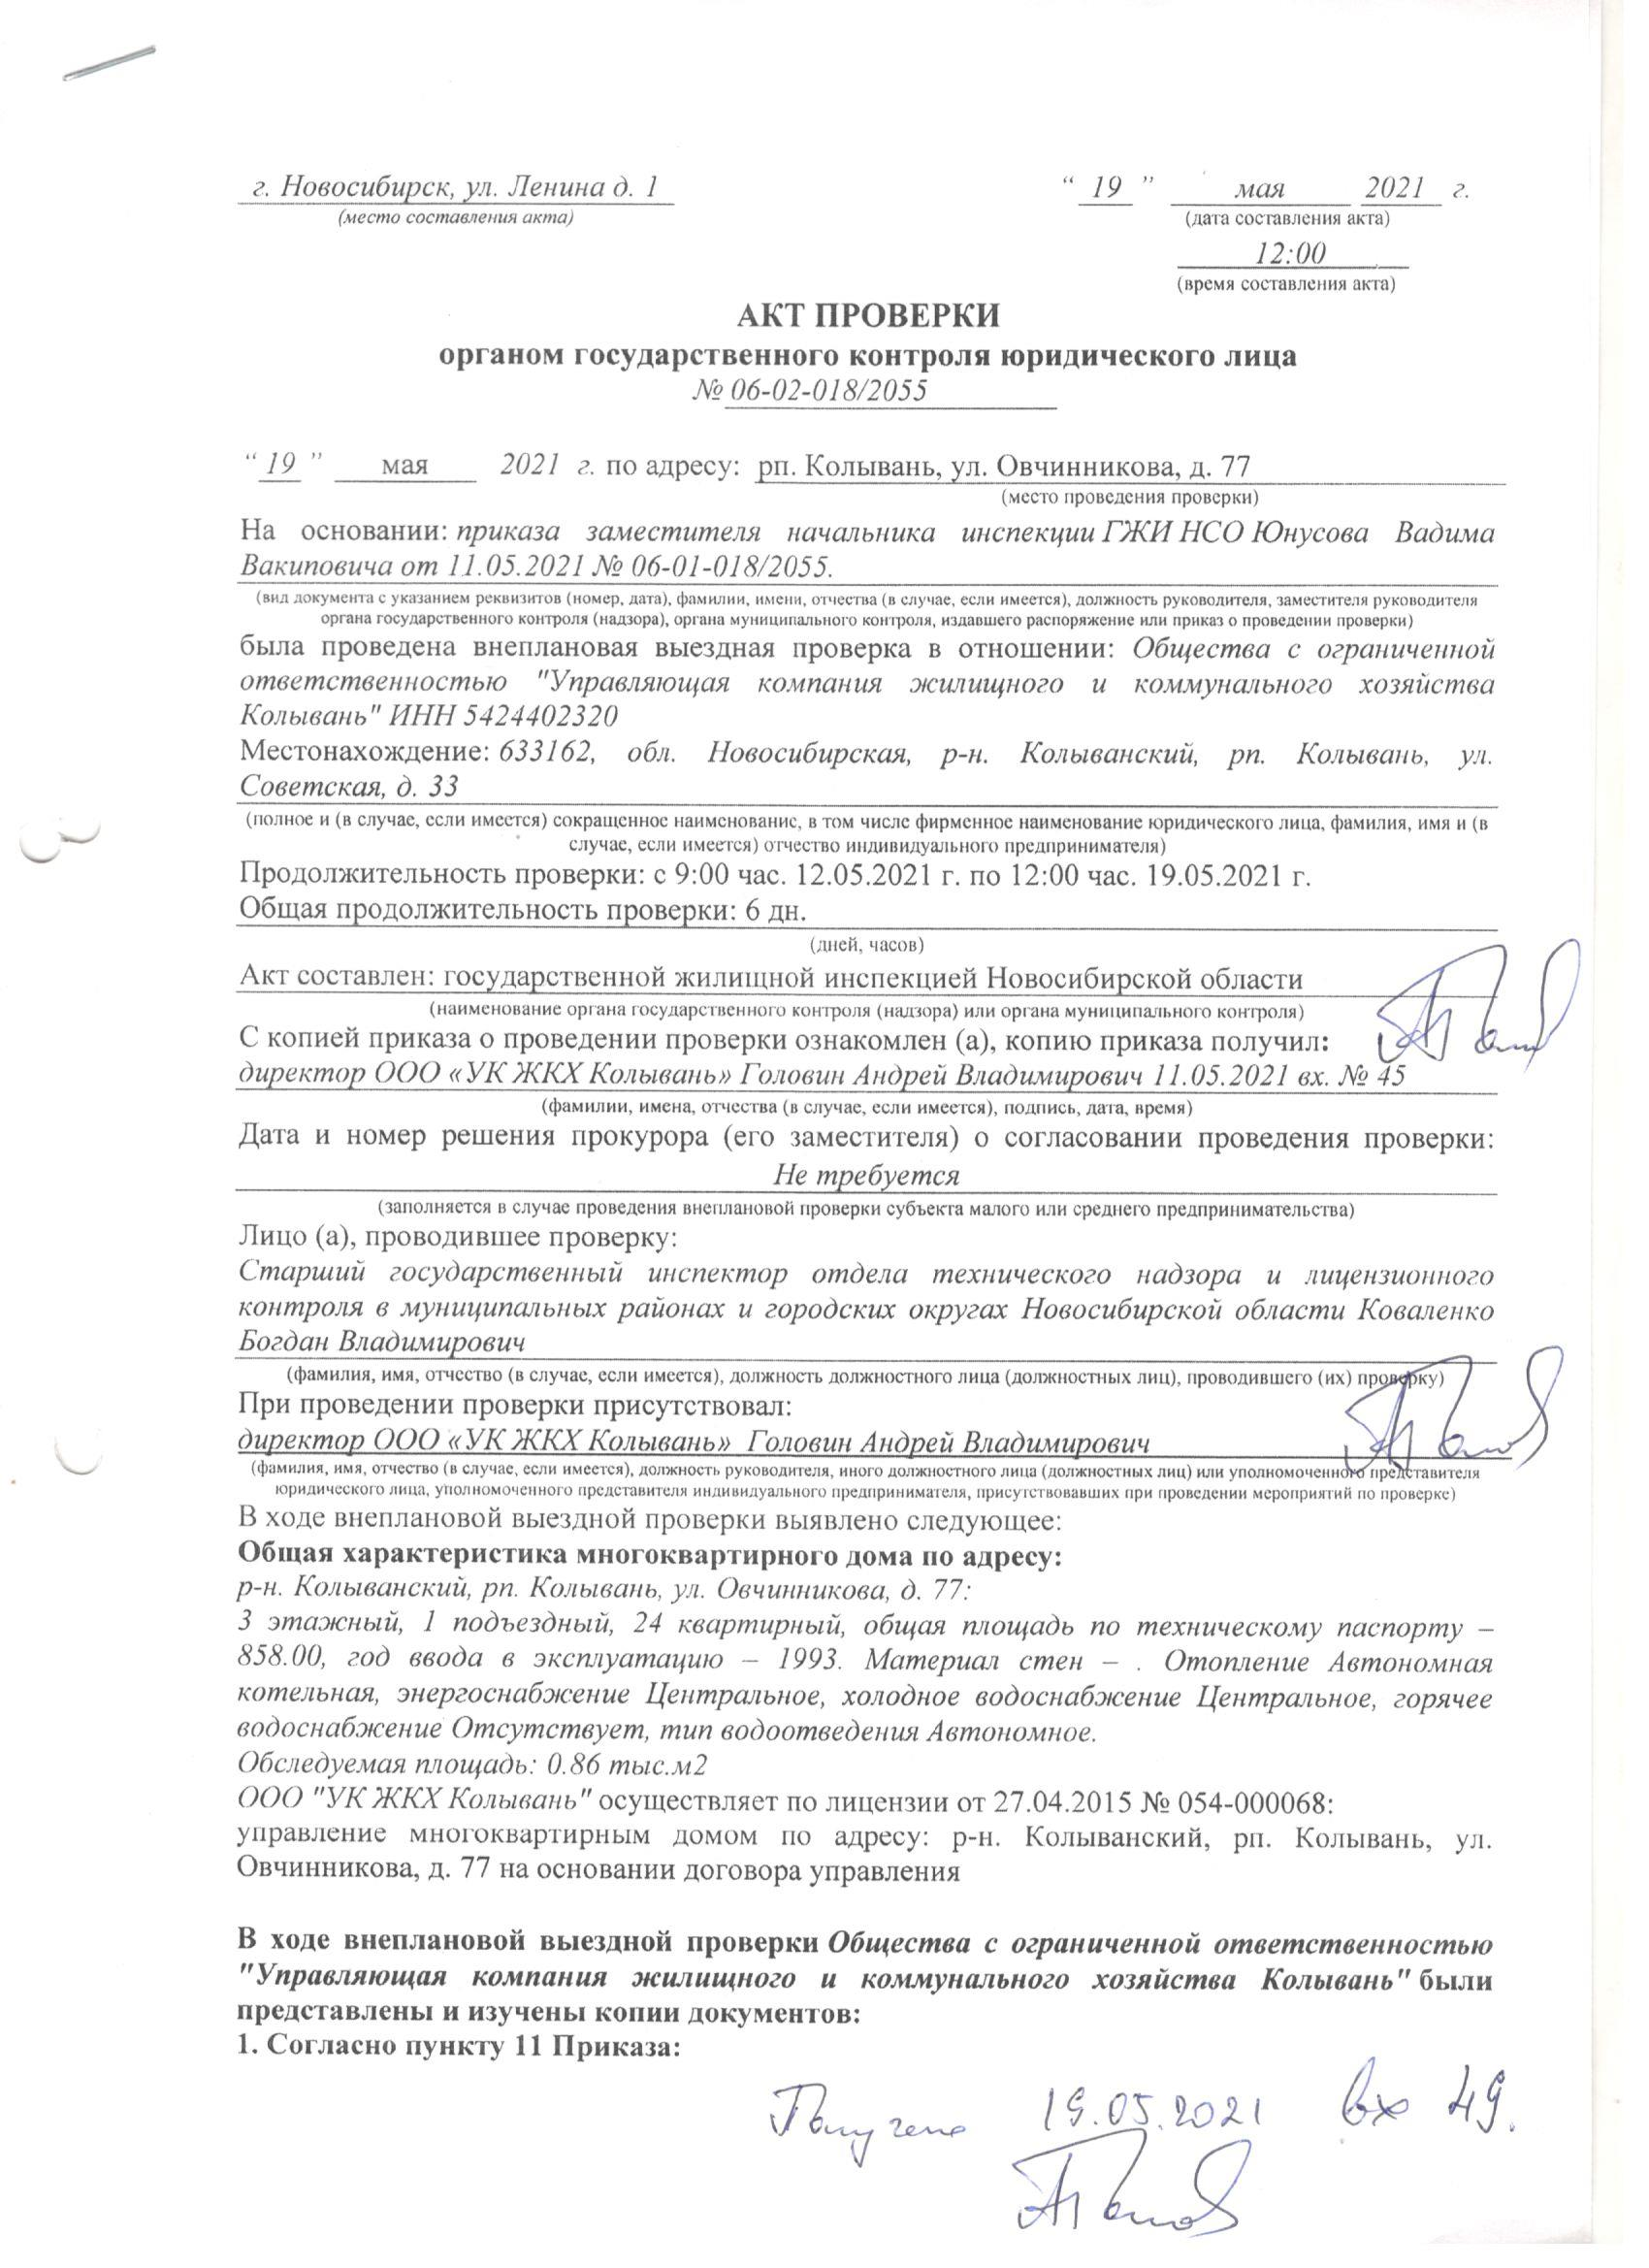 г. Новосибирск, ул. Ленина д. 1 “ 19 ” мая 2021 г.
(место составления акта) (дата составления акта)
12:00
(время составления акта)
АКТ ПРОВЕРКИ
органом государственного контроля юридического лица
№ 06-02-018/2055
“ 19 ” мая 2021 г. по адресу: рп. Колывань, ул. Овчинникова, д. 77
(место проведения проверки)
На основании: приказа заместителя начальника инспекции ГЖИ НСО Юнусова Вадима
Вакиповича от 11.05.2021 № 06-01-018/2055.
(вид документа с указанием реквизитов (номер, дата), фамилии, имени, отчества (в случае, если имеется), должность руководителя, заместителя руководителя
органа государственного контроля (надзора), органа муниципального контроля, издавшего распоряжение или приказ о проведении проверки)
была проведена внеплановая выездная проверка в отношении: Общества с ограниченной
ответственностью "Управляющая компания жилищного и коммунального хозяйства
Колывань" ИНН 5424402320
Местонахождение: 633162, обл. Новосибирская, р-н. Колыванский, рп. Колывань, ул.
Советская, д. 33
(полное и (в случае, если имеется) сокращенное наименование, в том числе фирменное наименование юридического лица, фамилия, имя и (в
случае, если имеется) отчество индивидуального предпринимателя)
Продолжительность проверки: с 9:00 час. 12.05.2021 г. по 12:00 час. 19.05.2021 г.
Общая продолжительность проверки: 6 дн.
(дней, часов)
Акт составлен: государственной жилищной инспекцией Новосибирской области
(наименование органа государственного контроля (надзора) или органа муниципального контроля)
С копией приказа о проведении проверки ознакомлен (а), копию приказа получил:
директор ООО «УК ЖКХ Колывань» Головин Андрей Владимирович 11.05.2021 вх. № 45
(фамилии, имена, отчества (в случае, если имеется), подпись, дата, время)
Дата и номер решения прокурора (его заместителя) о согласовании проведения проверки:
Не требуется
(заполняется в случае проведения внеплановой проверки субъекта малого или среднего предпринимательства)
Лицо (а), проводившее проверку:
Старший государственный инспектор отдела технического надзора и лицензионного
контроля в муниципальных районах и городских округах Новосибирской области Коваленко
Богдан Владимирович
(фамилия, имя, отчество (в случае, если имеется), должность должностного лица (должностных лиц), проводившего (их) проверку)
При проведении проверки присутствовал:
директор ООО «УК ЖКХ Колывань» Головин Андрей Владимирович
(фамилия, имя, отчество (в случае, если имеется), должность руководителя, иного должностного лица (должностных лиц) или уполномоченного представителя
юридического лица, уполномоченного представителя индивидуального предпринимателя, присутствовавших при проведении мероприятий по проверке)
В ходе внеплановой выездной проверки выявлено следующее:
Общая характеристика многоквартирного дома по адресу:
р-н. Колыванский, рп. Колывань, ул. Овчинникова, д. 77:
3 этажный, 1 подъездный, 24 квартирный, общая площадь по техническому паспорту –
858.00, год ввода в эксплуатацию – 1993. Материал стен – . Отопление Автономная
котельная, энергоснабжение Центральное, холодное водоснабжение Центральное, горячее
водоснабжение Отсутствует, тип водоотведения Автономное.
Обследуемая площадь: 0.86 тыс.м2
ООО "УК ЖКХ Колывань" осуществляет по лицензии от 27.04.2015 № 054-000068:
управление многоквартирным домом по адресу: р-н. Колыванский, рп. Колывань, ул.
Овчинникова, д. 77 на основании договора управления
В ходе внеплановой выездной проверки Общества с ограниченной ответственностью
"Управляющая компания жилищного и коммунального хозяйства Колывань" были
представлены и изучены копии документов:
1. Согласно пункту 11 Приказа:
Получено 19.05.2021 вх 49.